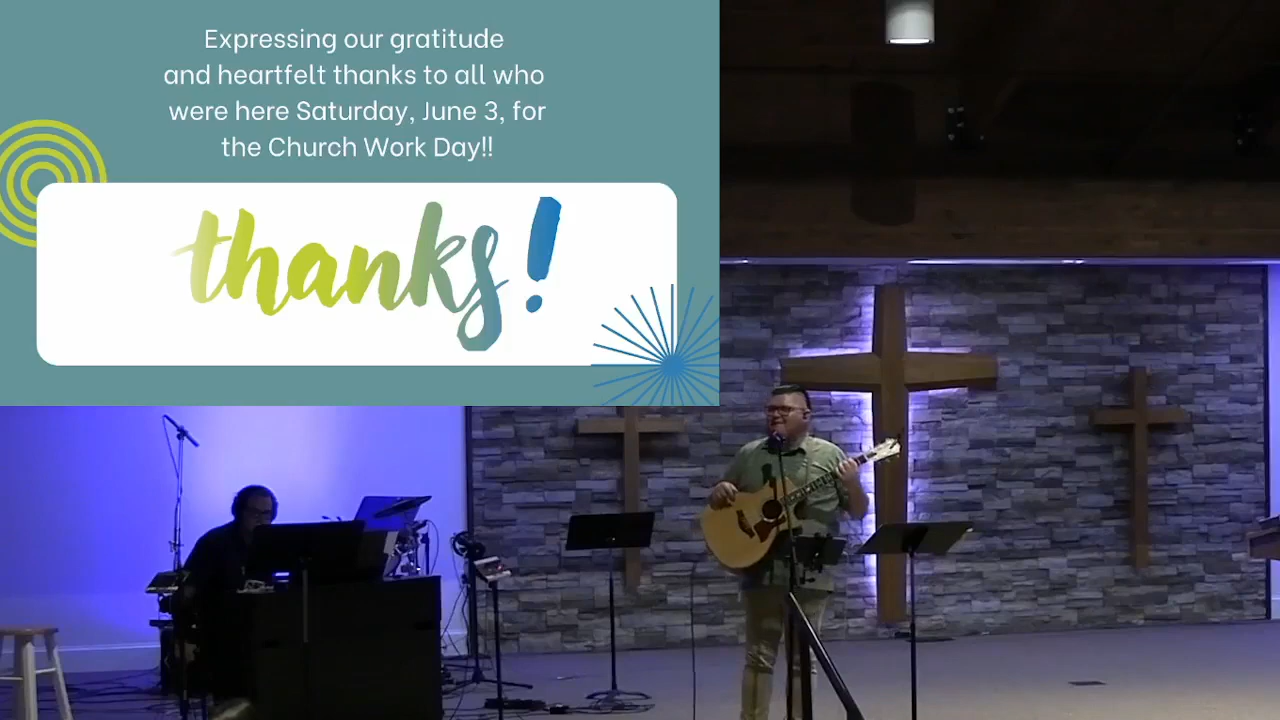 Expressing our gratitude
and heartfelt thanks to all who
were here Saturday, June 3, for
the Church Work Day!!
thanks!